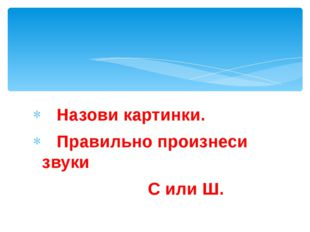 Назови картинки.
Правильно произнеси
звуки
С или Ш.